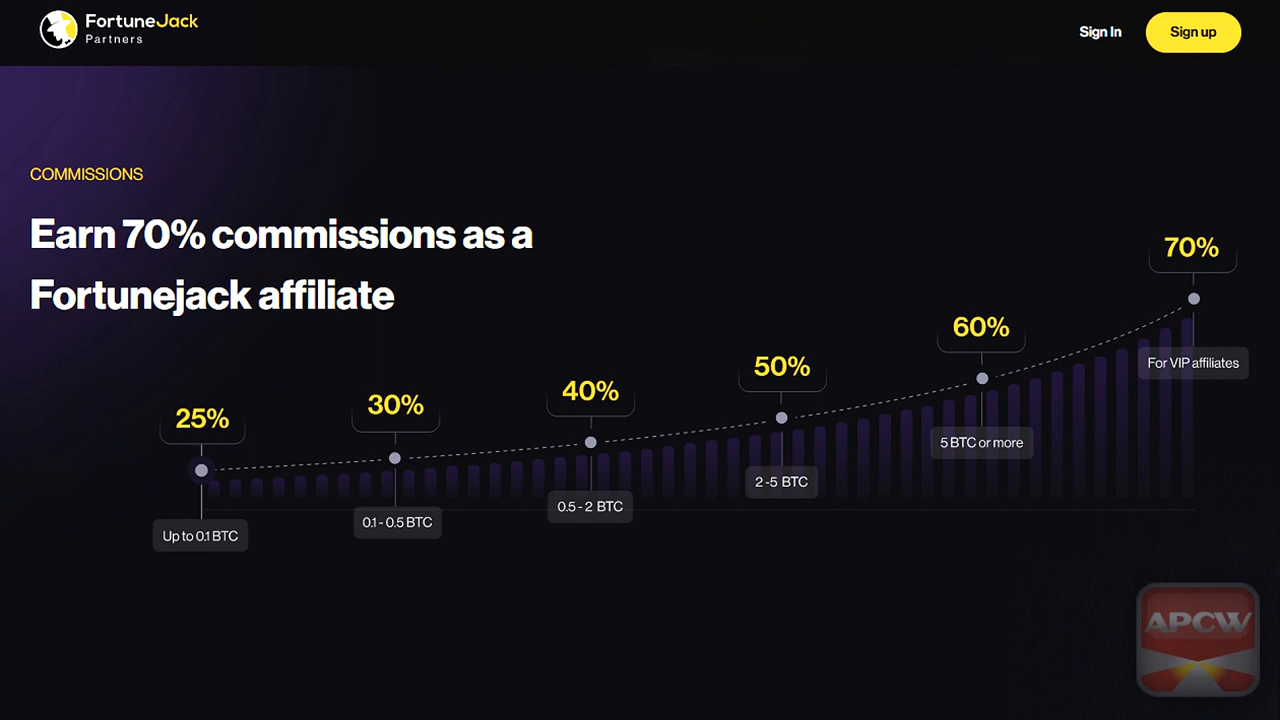 FortuneJack
Partners
Sign In
Sign up
COMMISSIONS
Earn 70% commissions as a
Fortunejack affiliate
25%
30%
40%
50%
60%
70%
Up to 0.1 BTC
0.1 - 0.5 BTC
0.5 - 2 BTC
2 -5 BTC
5 BTC or more
For VIP affiliates
APCW